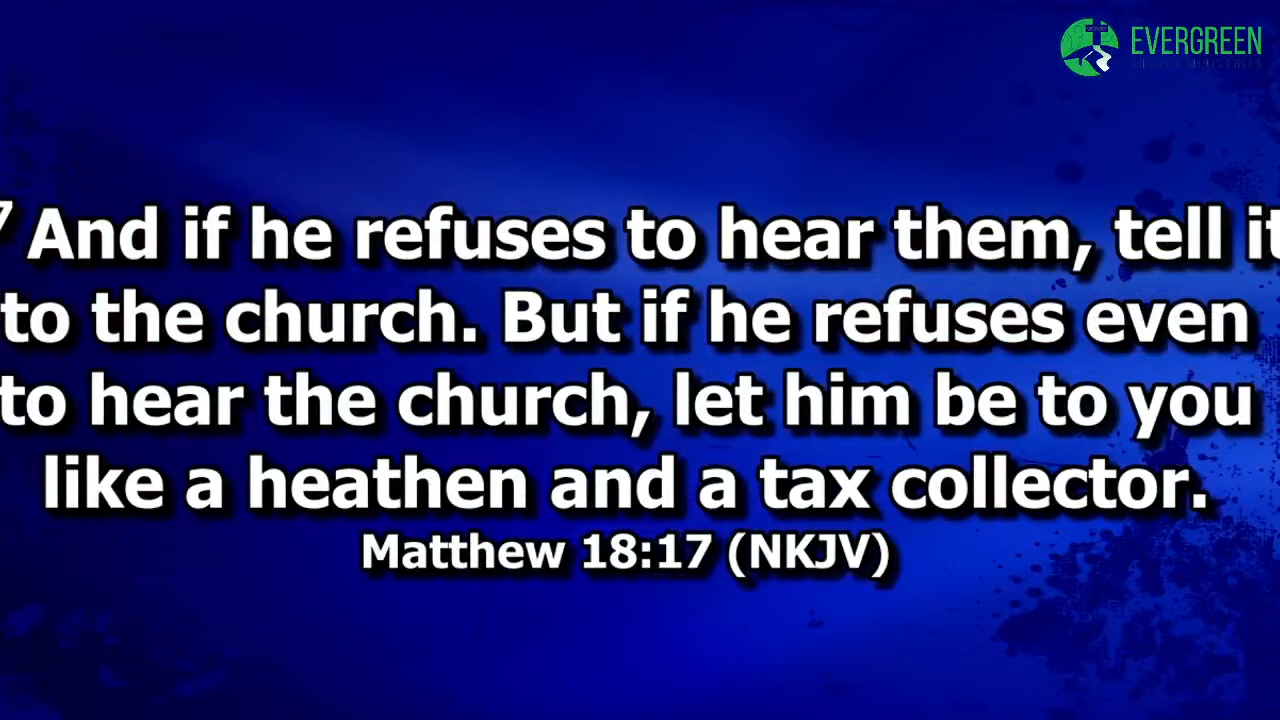 EVERGREEN
7 And if he refuses to hear them, tell it
to the church. But if he refuses even
to hear the church, let him be to you
like a heathen and a tax collector.
Matthew 18:17 (NKJV)